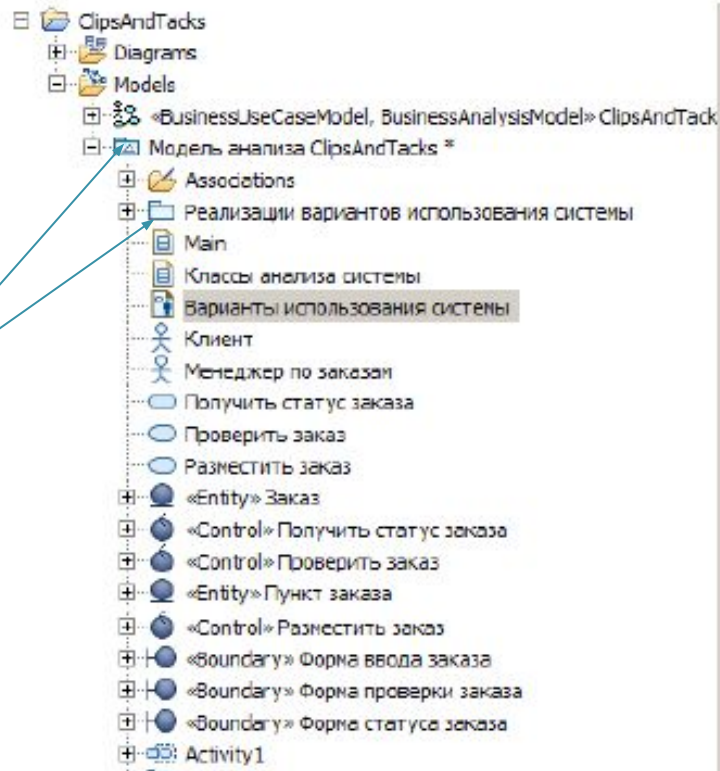 ClipsAndTacks
Diagrams
Models
«BusinessUseCaseModel, BusinessAnalysisModel» ClipsAndTack
Модель анализа ClipsAndTacks *
Associations
Реализации вариантов использования системы
Main
Классы анализа системы
Варианты использования системы
Клиент
Менеджер по заказам
Получить статус заказа
Проверить заказ
Разместить заказ
«Entity» Заказ
«Control» Получить статус заказа
«Control» Проверить заказ
«Entity» Пункт заказа
«Control» Разместить заказ
«Boundary» Форма ввода заказа
«Boundary» Форма проверки заказа
«Boundary» Форма статуса заказа
Activity1